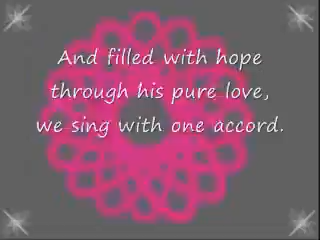 And filled with hope
through his pure love,
we sing with one accord.